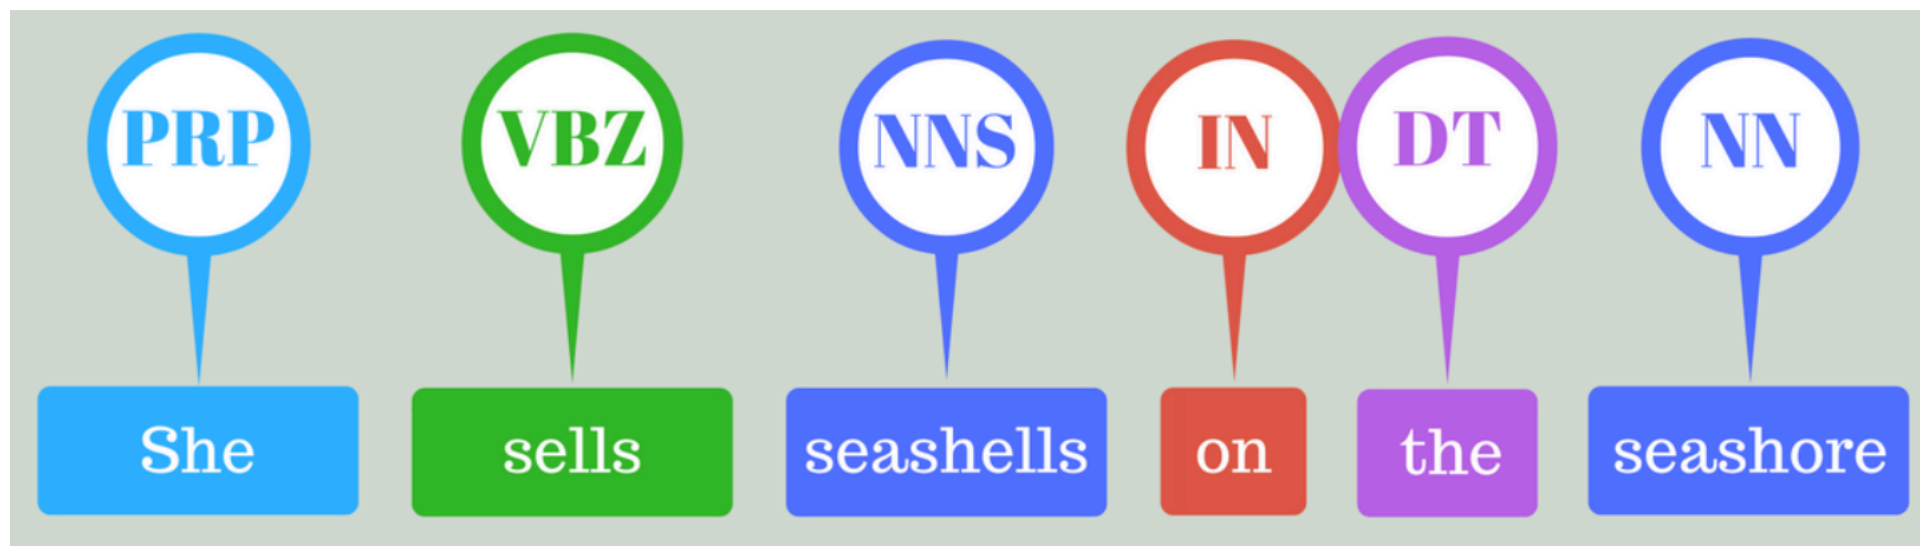 PRP VBZ NNS IN DT NN
She sells seashells on the seashore